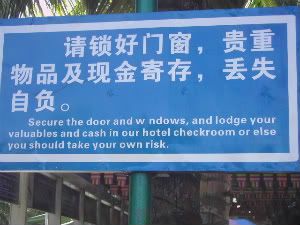 请锁好门窗，贵重
物品及现金寄存，丢失
自负。
Secure the door and w ndows, and lodge your
valuables and cash in our hotel checkroom or else
you should take your own risk.